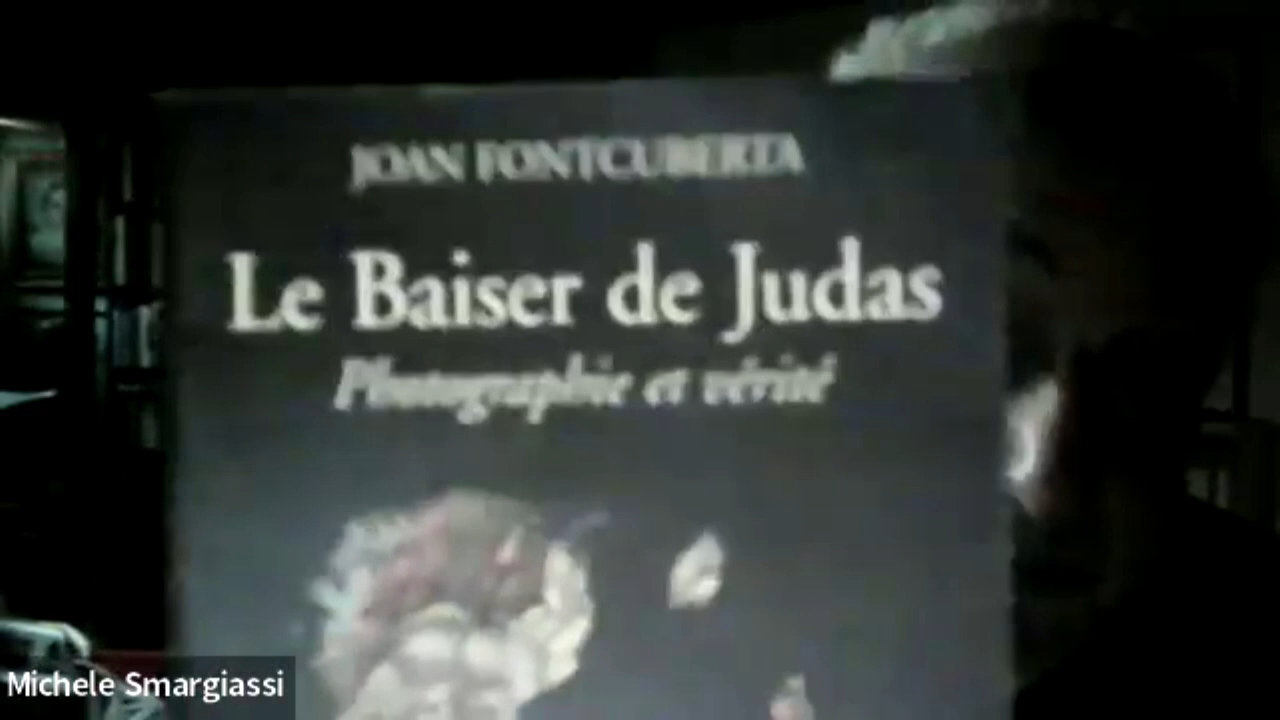 JOAN FONTCUBERTA
Le Baiser de Judas
Photographie et vérité
Michele Smargiassi